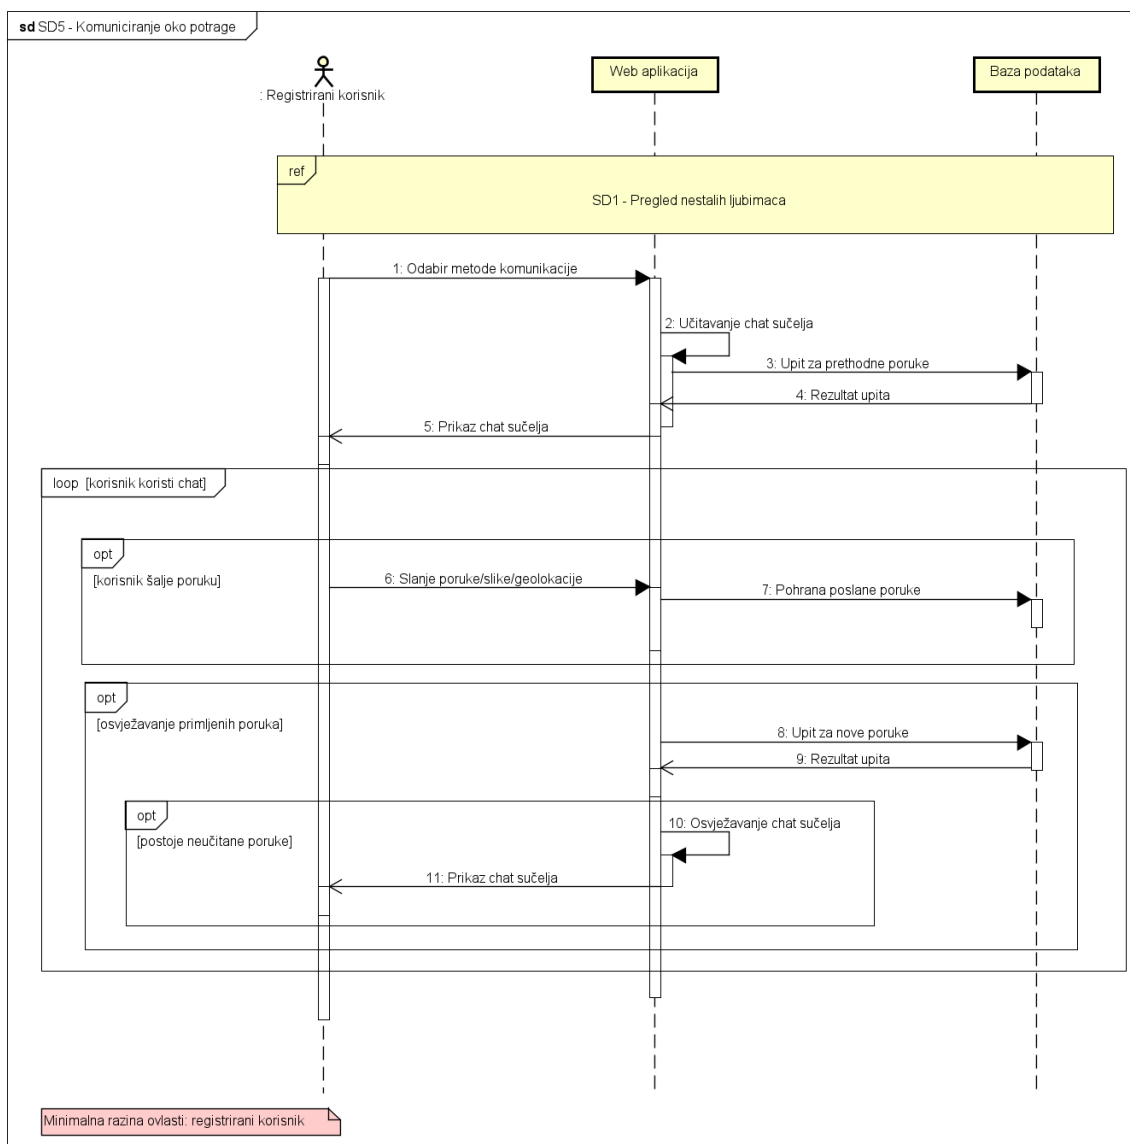 sd SD5 - Komuniciranje oko potrage
: Registrirani korisnik
Web aplikacija
Baza podataka
ref
SD1 - Pregled nestalih ljubimaca
1: Odabir metode komunikacije
2: Učitavanje chat sučelja
3: Upit za prethodne poruke
4: Rezultat upita
5: Prikaz chat sučelja
loop [korisnik koristi chat]
opt
[korisnik šalje poruku]
6: Slanje poruke/slike/geolokacije
7: Pohrana poslane poruke
opt
[osvježavanje primljenih poruka]
8: Upit za nove poruke
9: Rezultat upita
opt
[postoje neučitane poruke]
10: Osvježavanje chat sučelja
11: Prikaz chat sučelja
Minimalna razina ovlasti: registrirani korisnik